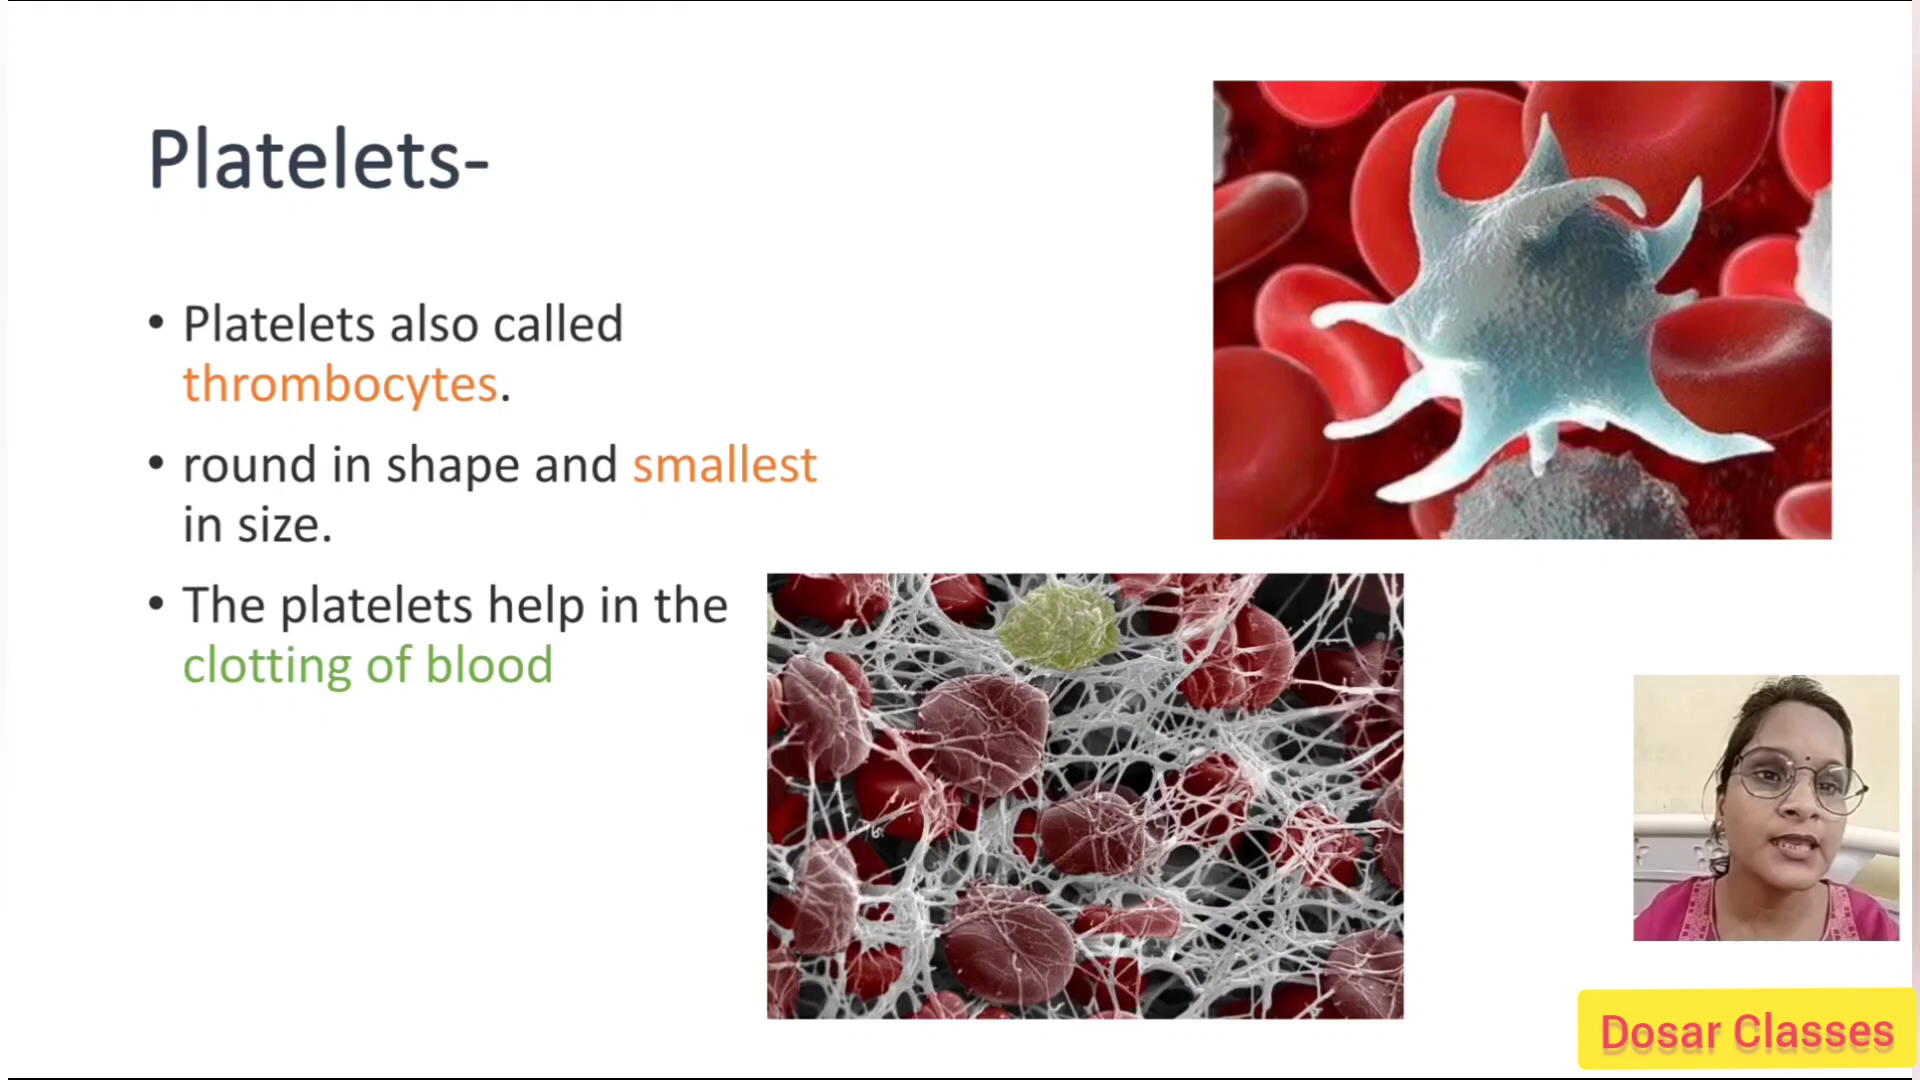 Platelets-
• Platelets also called
thrombocytes.
• round in shape and smallest
in size.
• The platelets help in the
clotting of blood
Dosar Classes